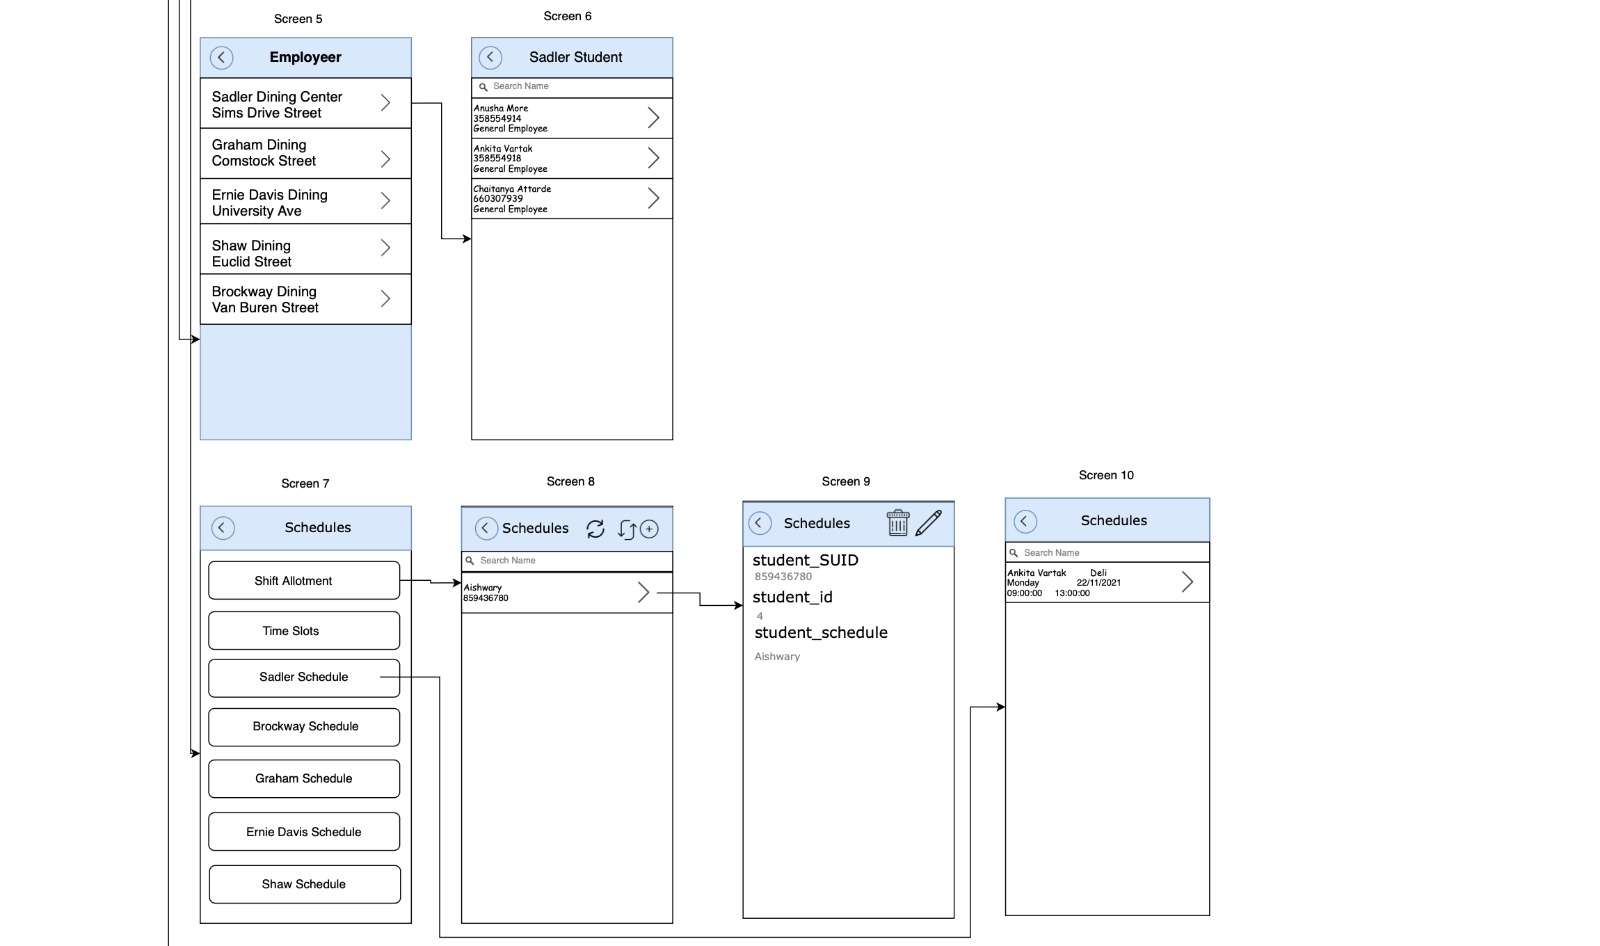 Screen 5
Employeer
Sadler Dining Center
Sims Drive Street
Graham Dining
Comstock Street
Ernie Davis Dining
University Ave
Shaw Dining
Euclid Street
Brockway Dining
Van Buren Street
Screen 6
Sadler Student
Search Name
Anusha More
358554914
General Employee
Ankita Vartak
358554918
General Employee
Chaitanya Attarde
660307939
General Employee
Screen 7
Schedules
Shift Allotment
Time Slots
Sadler Schedule
Brockway Schedule
Graham Schedule
Ernie Davis Schedule
Shaw Schedule
Screen 8
Schedules
Search Name
Aishwary
859436780
Screen 9
Schedules
student_SUID
859436780
student_id
4
student_schedule
Aishwary
Screen 10
Schedules
Search Name
Ankita Vartak Deli
Monday 22/11/2021
09:00:00 13:00:00